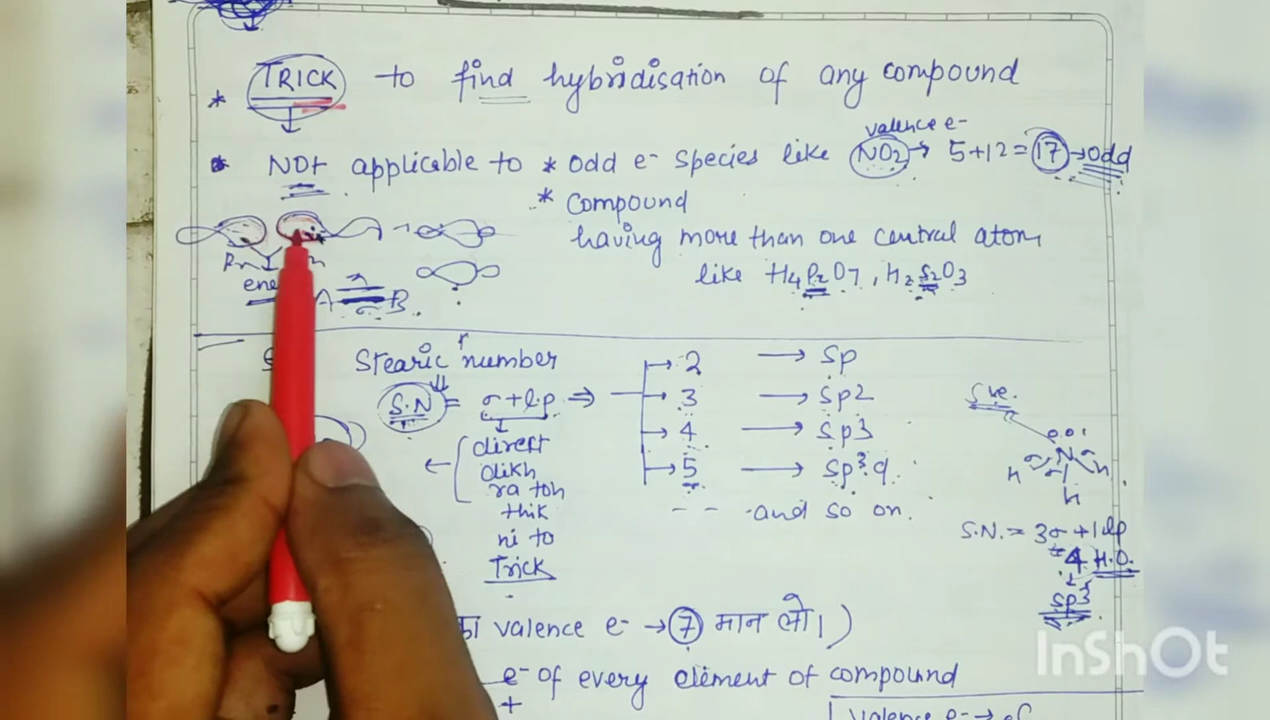 * TRICK to find hybridisation of any compound
valence e-
* NOt applicable to * Odd e- species like NO2 → 5+12=17→Odd
* Compound
having more than one central atom
like H4P2O7, H2S2O3
A B
Stearic number
S.N = σ+l.p ⇒
direct
dikh
ra toh
thik
ni to
Trick
2 → Sp
3 → Sp2
4 → Sp3
5 → Sp3d
- - -and so on.
N
H H
H
S.N. = 3σ+1lp
4 H.O.
sp3
का valence e- → 7 मान लो।)
e- of every element of compound
+
valence e- →
InShOt